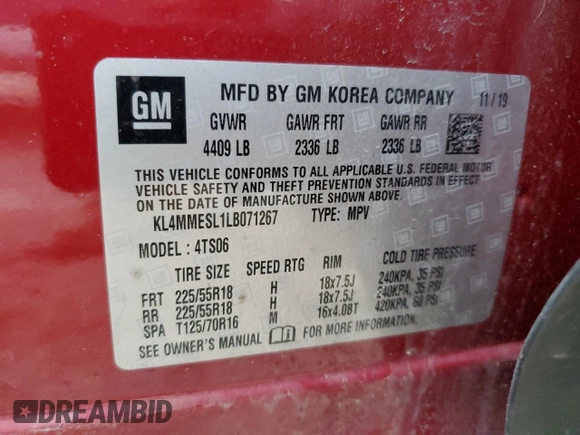 GM
MFD BY GM KOREA COMPANY 11/19
GVWR GAWR FRT GAWR RR
4409 LB 2336 LB 2336 LB
THIS VEHICLE CONFORMS TO ALL APPLICABLE U.S. FEDERAL MOTOR
VEHICLE SAFETY AND THEFT PREVENTION STANDARDS IN EFFECT
ON THE DATE OF MANUFACTURE SHOWN ABOVE.
KL4MMESL1LB071267 TYPE: MPV
MODEL: 4TS06
TIRE SIZE SPEED RTG RIM COLD TIRE PRESSURE
FRT 225/55R18 H 18x7.5J 240KPA, 35 PSI
RR 225/55R18 H 18x7.5J 240KPA, 35 PSI
SPA T125/70R16 M 16x4.0BT 420KPA, 60 PSI
SEE OWNER'S MANUAL FOR MORE INFORMATION.
DREAMBID